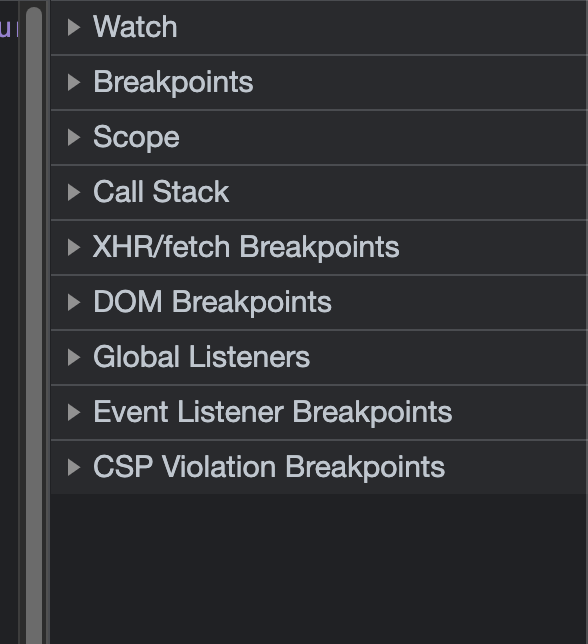 Watch
Breakpoints
Scope
Call Stack
XHR/fetch Breakpoints
DOM Breakpoints
Global Listeners
Event Listener Breakpoints
CSP Violation Breakpoints